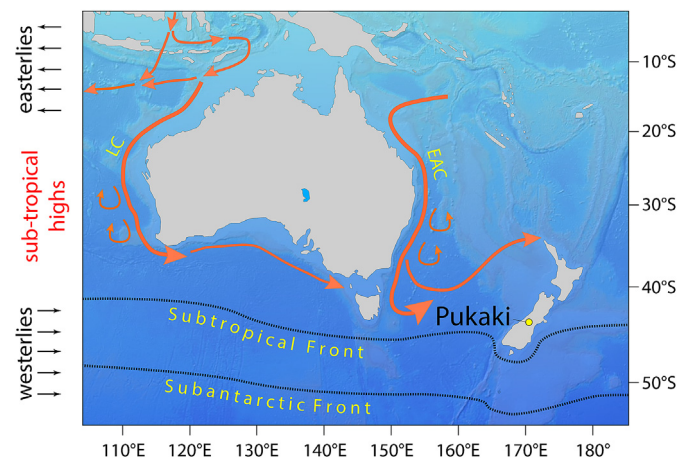 easterlies
sub-tropical
highs
westerlies
LC
EAC
Pukaki
Subtropical Front
Subantarctic Front
10°S
20°S
30°S
40°S
50°S
110°E
120°E
130°E
140°E
150°E
160°E
170°E
180°